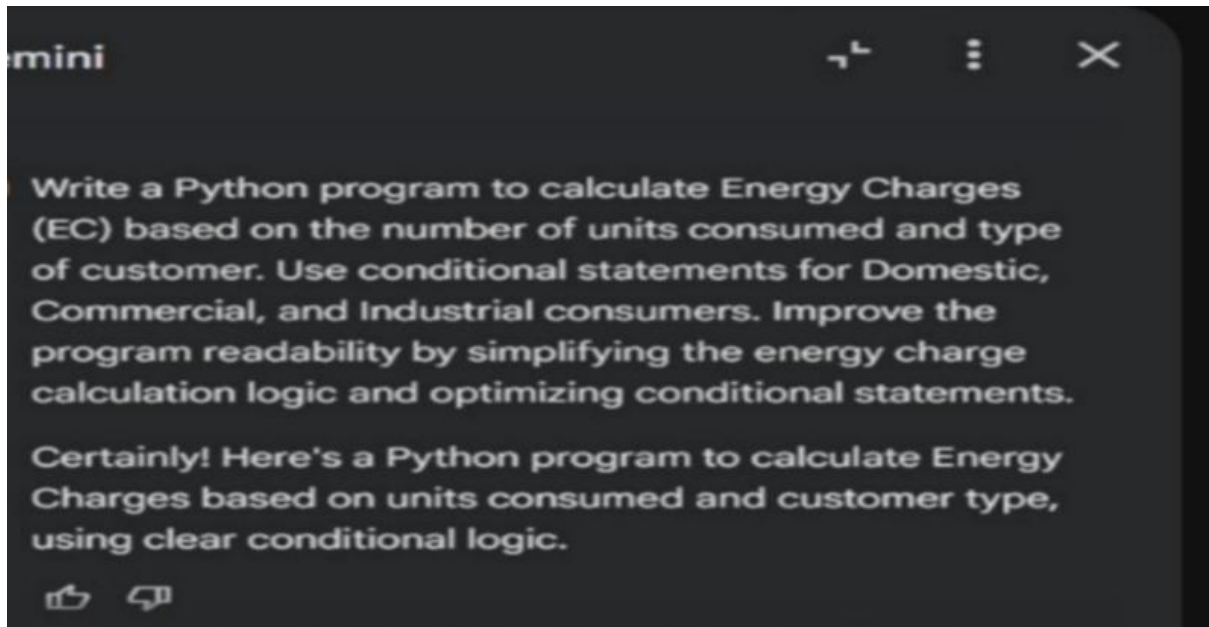 emini
Write a Python program to calculate Energy Charges
(EC) based on the number of units consumed and type
of customer. Use conditional statements for Domestic,
Commercial, and Industrial consumers. Improve the
program readability by simplifying the energy charge
calculation logic and optimizing conditional statements.
Certainly! Here's a Python program to calculate Energy
Charges based on units consumed and customer type,
using clear conditional logic.